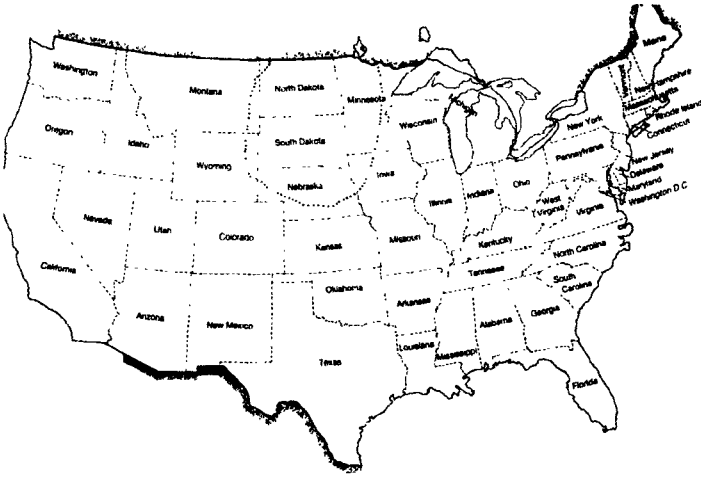 Maine
Washington
Montana
North Dakota
Minnesota
New Hampshire
Massachusetts
Rhode Island
Connecticut
Oregon
Idaho
Wyoming
South Dakota
Wisconsin
New York
Pennsylvania
New Jersey
Delaware
Maryland
Washington D C
Nebraska
Iowa
Illinois
Indiana
Ohio
West
Virginia
Virginia
Nevada
Utah
Colorado
Kansas
Missouri
Kentucky
North Carolina
California
Tennessee
South
Carolina
Oklahoma
Arkansas
Arizona
New Mexico
Texas
Louisiana
Mississippi
Alabama
Georgia
Florida